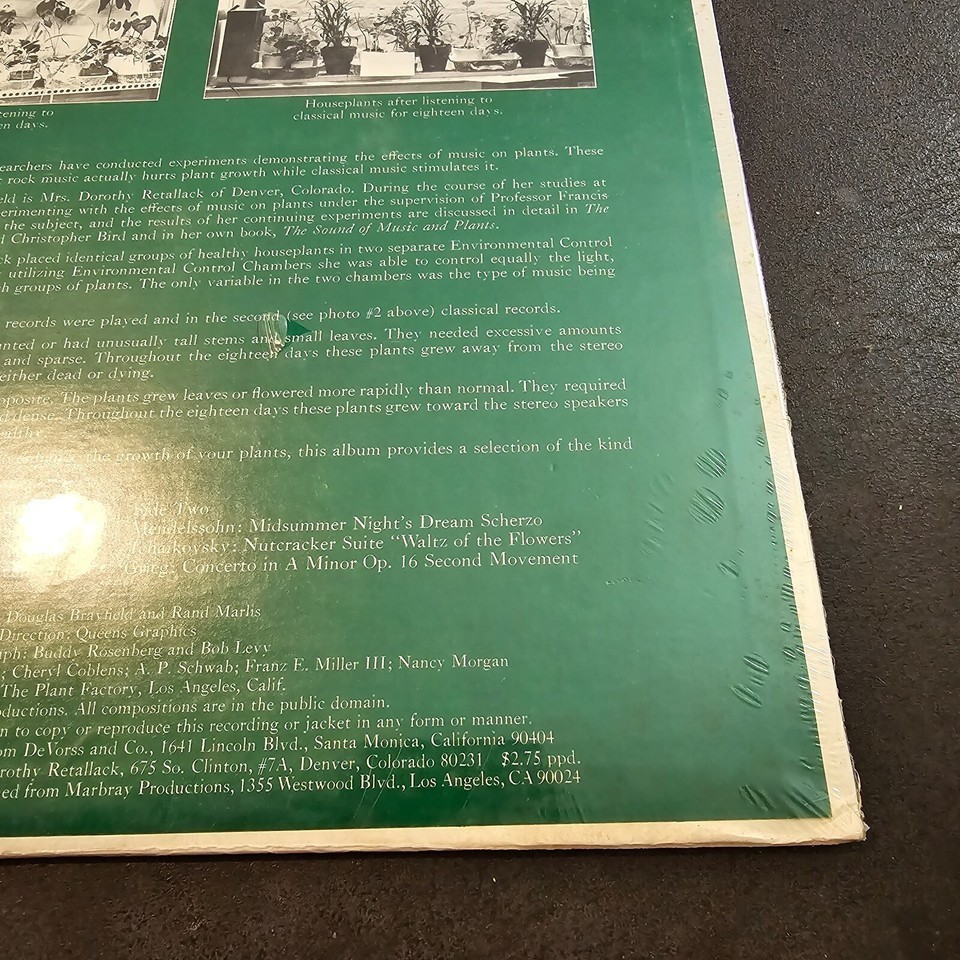 ening to
en days.
Houseplants after listening to
classical music for eighteen days.
earchers have conducted experiments demonstrating the effects of music on plants. These
rock music actually hurts plant growth while classical music stimulates it.
eld is Mrs. Dorothy Retallack of Denver, Colorado. During the course of her studies at
perimenting with the effects of music on plants under the supervision of Professor Francis
the subject, and the results of her continuing experiments are discussed in detail in The
d Christopher Bird and in her own book, The Sound of Music and Plants.
ck placed identical groups of healthy houseplants in two separate Environmental Control
utilizing Environmental Control Chambers she was able to control equally the light,
h groups of plants. The only variable in the two chambers was the type of music being
records were played and in the second (see photo #2 above) classical records.
unted or had unusually tall stems and small leaves. They needed excessive amounts
and sparse. Throughout the eighteen days these plants grew away from the stereo
either dead or dying.
pposite. The plants grew leaves or flowered more rapidly than normal. They required
d dense. Throughout the eighteen days these plants grew toward the stereo speakers
the growth of your plants, this album provides a selection of the kind
Side Two
Mendelssohn: Midsummer Night's Dream Scherzo
Tchaikovsky: Nutcracker Suite "Waltz of the Flowers"
Grieg: Concerto in A Minor Op. 16 Second Movement
Douglas Brayfield and Rand Marlis
Direction: Queens Graphics
ph: Buddy Rosenberg and Bob Levy
; Cheryl Coblens; A. P. Schwab; Franz E. Miller III; Nancy Morgan
The Plant Factory, Los Angeles, Calif.
oductions. All compositions are in the public domain.
n to copy or reproduce this recording or jacket in any form or manner.
om DeVorss and Co., 1641 Lincoln Blvd., Santa Monica, California 90404
rothy Retallack, 675 So. Clinton, #7A, Denver, Colorado 80231 $2.75 ppd.
ed from Marbray Productions, 1355 Westwood Blvd., Los Angeles, CA 90024